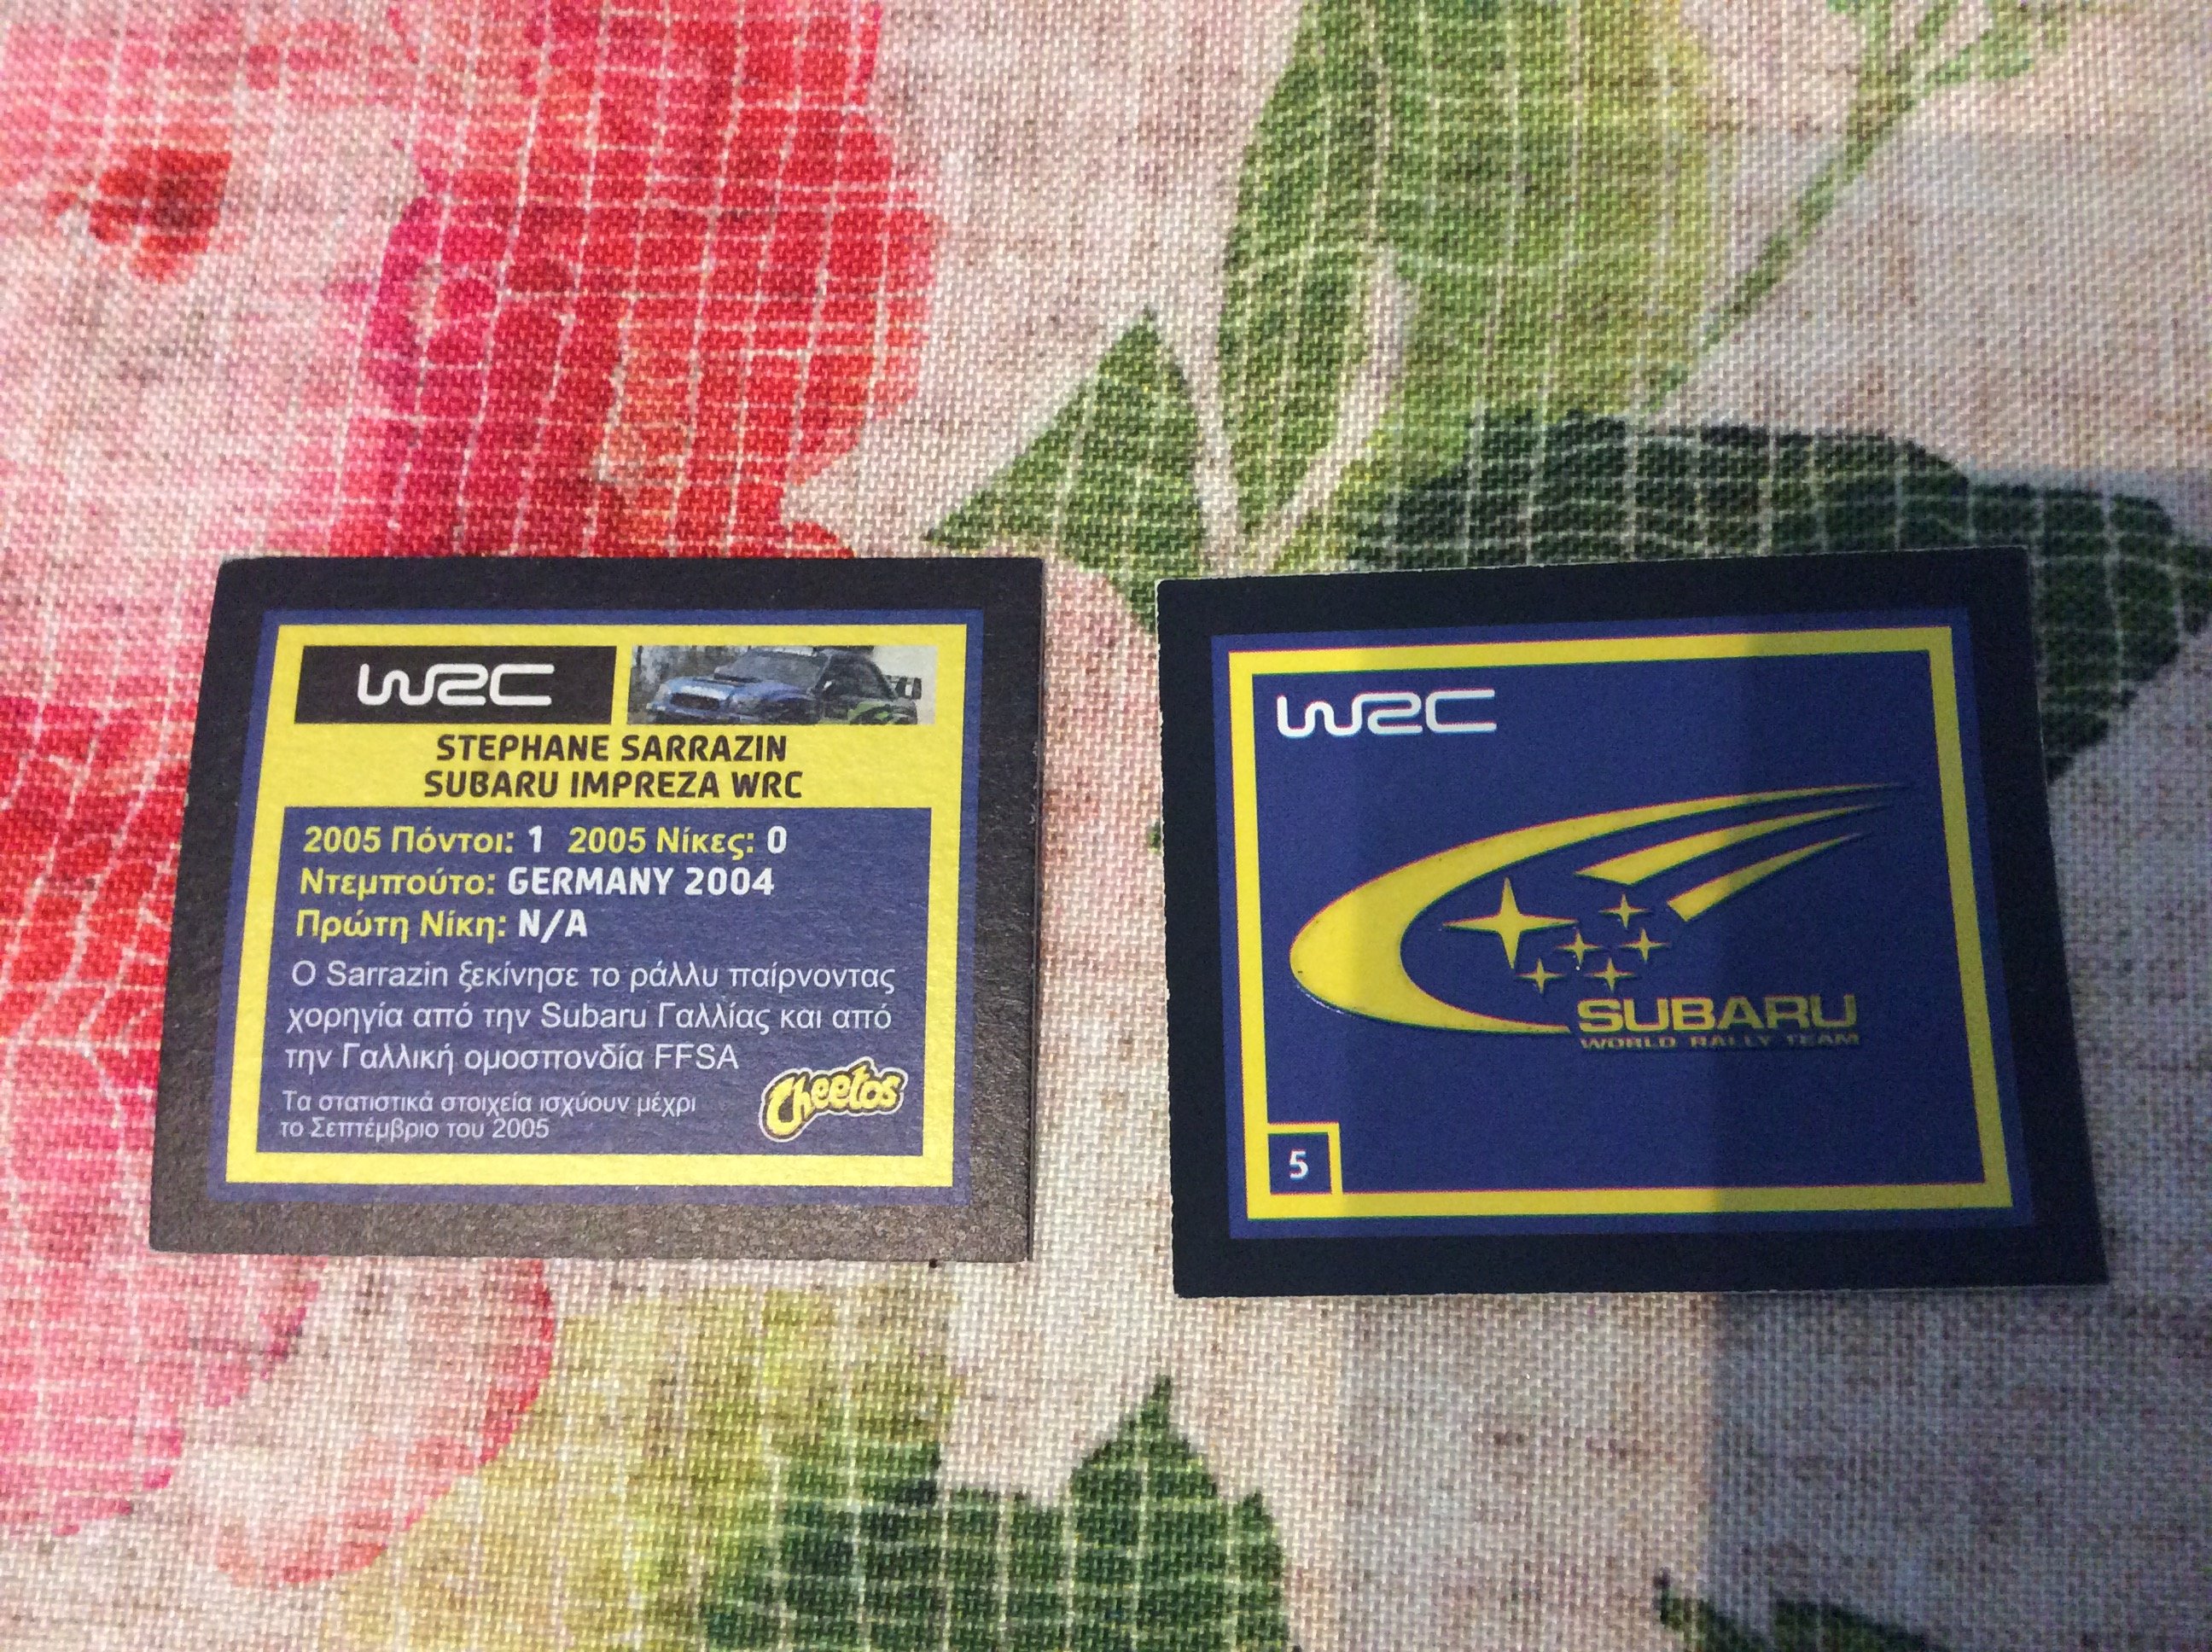 WRC
STEPHANE SARRAZIN
SUBARU IMPREZA WRC
2005 Πόντοι: 1 2005 Νίκες: 0
Ντεμπούτο: GERMANY 2004
Πρώτη Νίκη: N/A
Ο Sarrazin ξεκίνησε το ράλλυ παίρνοντας
χορηγία από την Subaru Γαλλίας και από
την Γαλλική ομοσπονδία FFSA
Τα στατιστικά στοιχεία ισχύουν μέχρι
το Σεπτέμβριο του 2005
Cheetos
WRC
SUBARU
WORLD RALLY TEAM
5